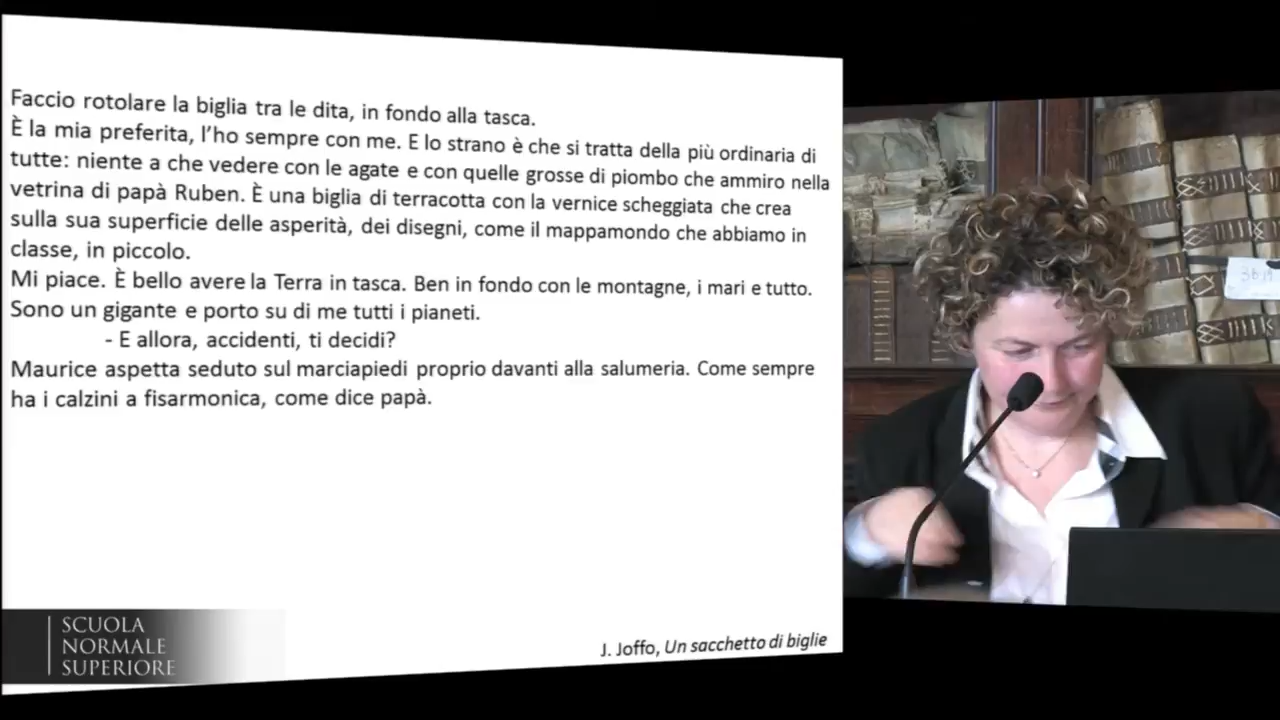 Faccio rotolare la biglia tra le dita, in fondo alla tasca.
È la mia preferita, l'ho sempre con me. E lo strano è che si tratta della più ordinaria di
tutte: niente a che vedere con le agate e con quelle grosse di piombo che ammiro nella
vetrina di papà Ruben. È una biglia di terracotta con la vernice scheggiata che crea
sulla sua superficie delle asperità, dei disegni, come il mappamondo che abbiamo in
classe, in piccolo.
Mi piace. È bello avere la Terra in tasca. Ben in fondo con le montagne, i mari e tutto.
Sono un gigante e porto su di me tutti i pianeti.
- E allora, accidenti, ti decidi?
Maurice aspetta seduto sul marciapiedi proprio davanti alla salumeria. Come sempre
ha i calzini a fisarmonica, come dice papà.
J. Joffo, Un sacchetto di biglie
SCUOLA
NORMALE
SUPERIORE